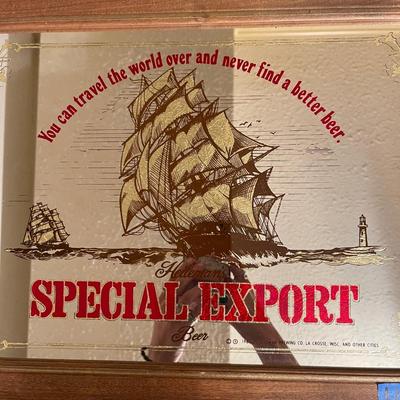 You can travel the world over and never find a better beer.
Heileman's
SPECIAL EXPORT
Beer
BREWING CO. LA CROSSE, WISC. AND OTHER CITIES